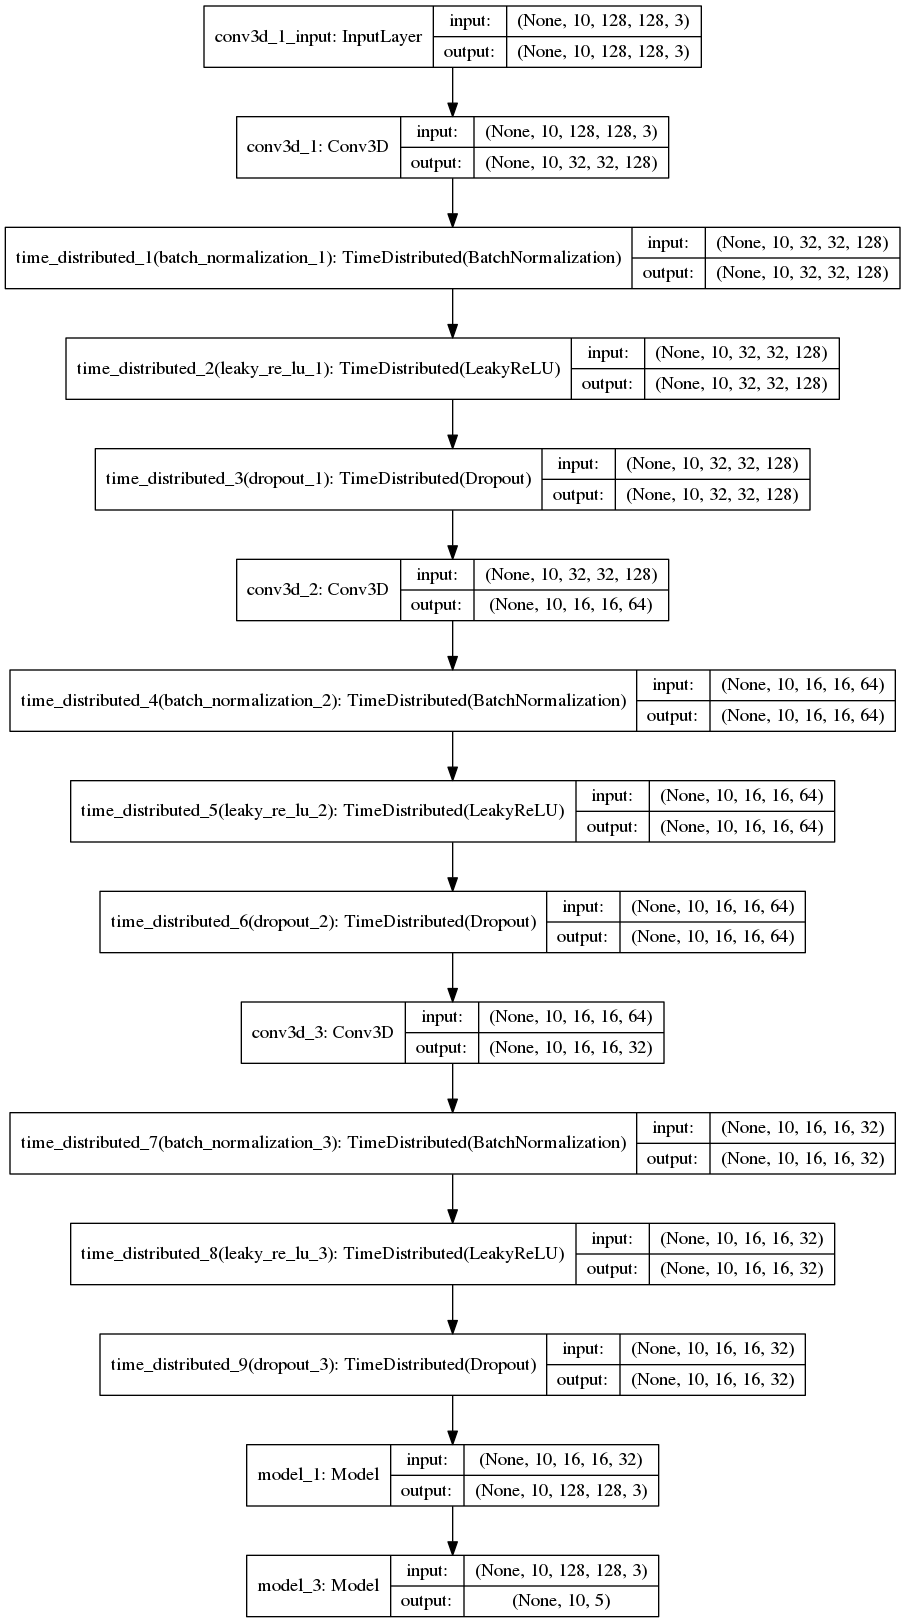 conv3d_1_input: InputLayer
input: (None, 10, 128, 128, 3)
output: (None, 10, 128, 128, 3)
conv3d_1: Conv3D
input: (None, 10, 128, 128, 3)
output: (None, 10, 32, 32, 128)
time_distributed_1(batch_normalization_1): TimeDistributed(BatchNormalization)
input: (None, 10, 32, 32, 128)
output: (None, 10, 32, 32, 128)
time_distributed_2(leaky_re_lu_1): TimeDistributed(LeakyReLU)
input: (None, 10, 32, 32, 128)
output: (None, 10, 32, 32, 128)
time_distributed_3(dropout_1): TimeDistributed(Dropout)
input: (None, 10, 32, 32, 128)
output: (None, 10, 32, 32, 128)
conv3d_2: Conv3D
input: (None, 10, 32, 32, 128)
output: (None, 10, 16, 16, 64)
time_distributed_4(batch_normalization_2): TimeDistributed(BatchNormalization)
input: (None, 10, 16, 16, 64)
output: (None, 10, 16, 16, 64)
time_distributed_5(leaky_re_lu_2): TimeDistributed(LeakyReLU)
input: (None, 10, 16, 16, 64)
output: (None, 10, 16, 16, 64)
time_distributed_6(dropout_2): TimeDistributed(Dropout)
input: (None, 10, 16, 16, 64)
output: (None, 10, 16, 16, 64)
conv3d_3: Conv3D
input: (None, 10, 16, 16, 64)
output: (None, 10, 16, 16, 32)
time_distributed_7(batch_normalization_3): TimeDistributed(BatchNormalization)
input: (None, 10, 16, 16, 32)
output: (None, 10, 16, 16, 32)
time_distributed_8(leaky_re_lu_3): TimeDistributed(LeakyReLU)
input: (None, 10, 16, 16, 32)
output: (None, 10, 16, 16, 32)
time_distributed_9(dropout_3): TimeDistributed(Dropout)
input: (None, 10, 16, 16, 32)
output: (None, 10, 16, 16, 32)
model_1: Model
input: (None, 10, 16, 16, 32)
output: (None, 10, 128, 128, 3)
model_3: Model
input: (None, 10, 128, 128, 3)
output: (None, 10, 5)